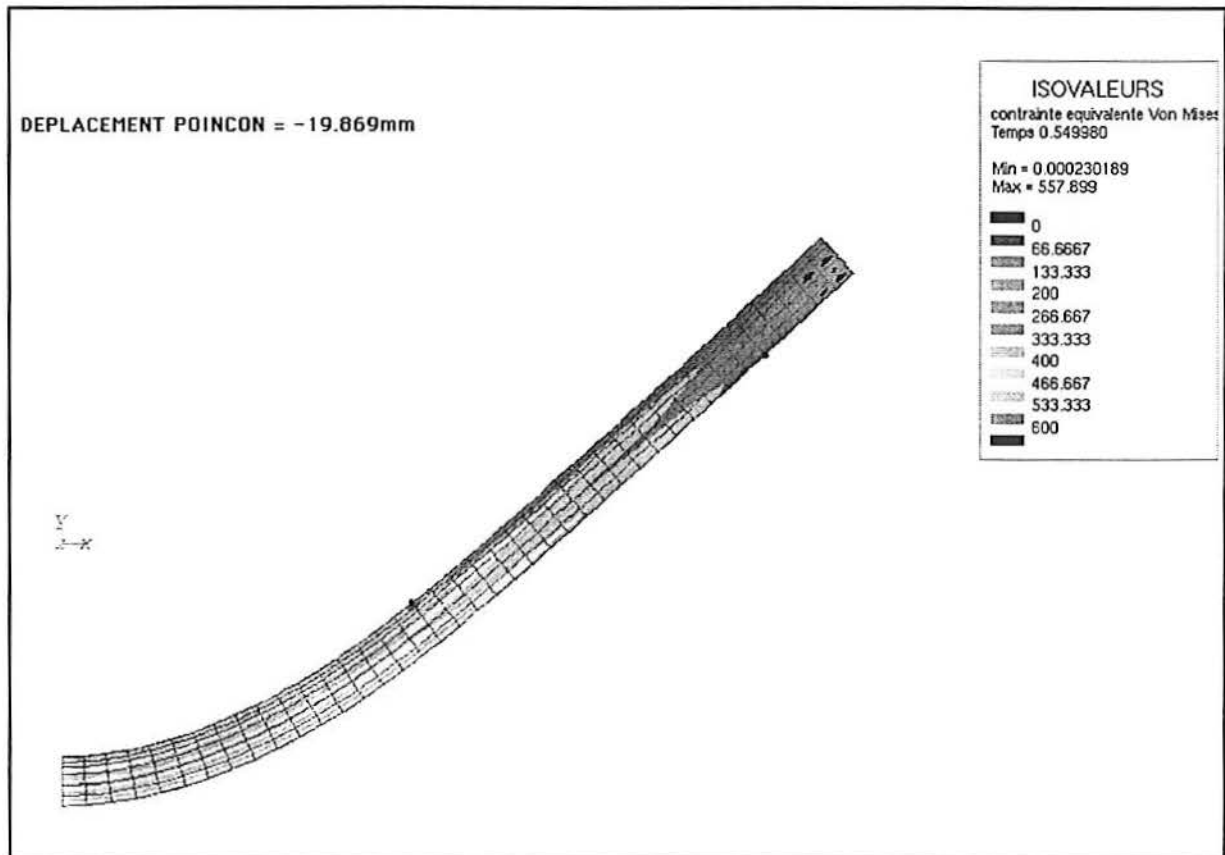 DEPLACEMENT POINCON = -19.869mm
ISOVALEURS
contrainte equivalente Von Mises
Temps 0.549980
Min = 0.000230189
Max = 557.899
0
66.6667
133.333
200
266.667
333.333
400
466.667
533.333
600
Y
Z X